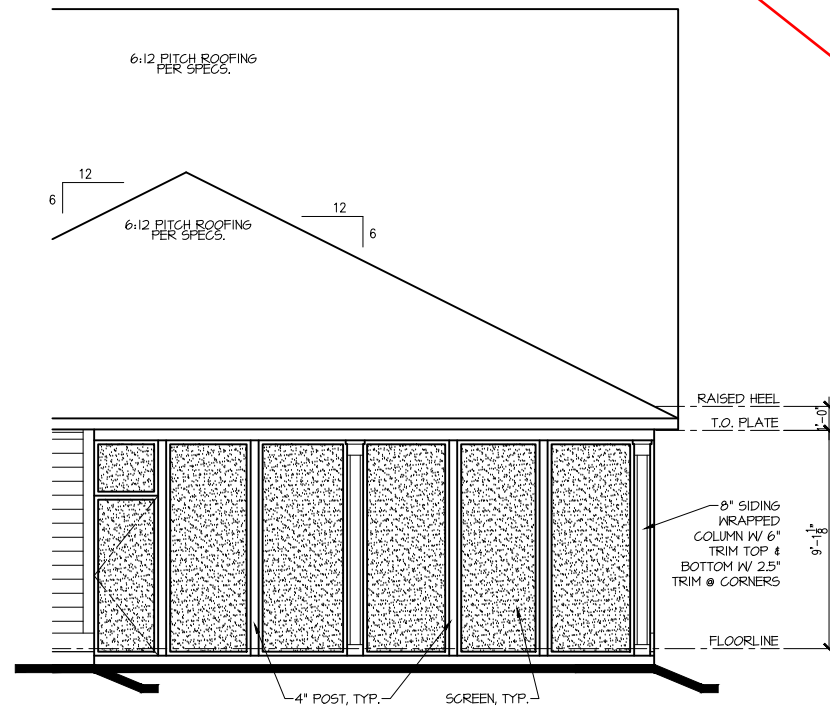 6:12 PITCH ROOFING
PER SPECS.
12
6
12
6
6:12 PITCH ROOFING
PER SPECS.
RAISED HEEL
T.O. PLATE
8" SIDING
WRAPPED
COLUMN W/ 6"
TRIM TOP &
BOTTOM W/ 2.5"
TRIM @ CORNERS
9'-1 1/8"
FLOORLINE
4" POST, TYP.
SCREEN, TYP.